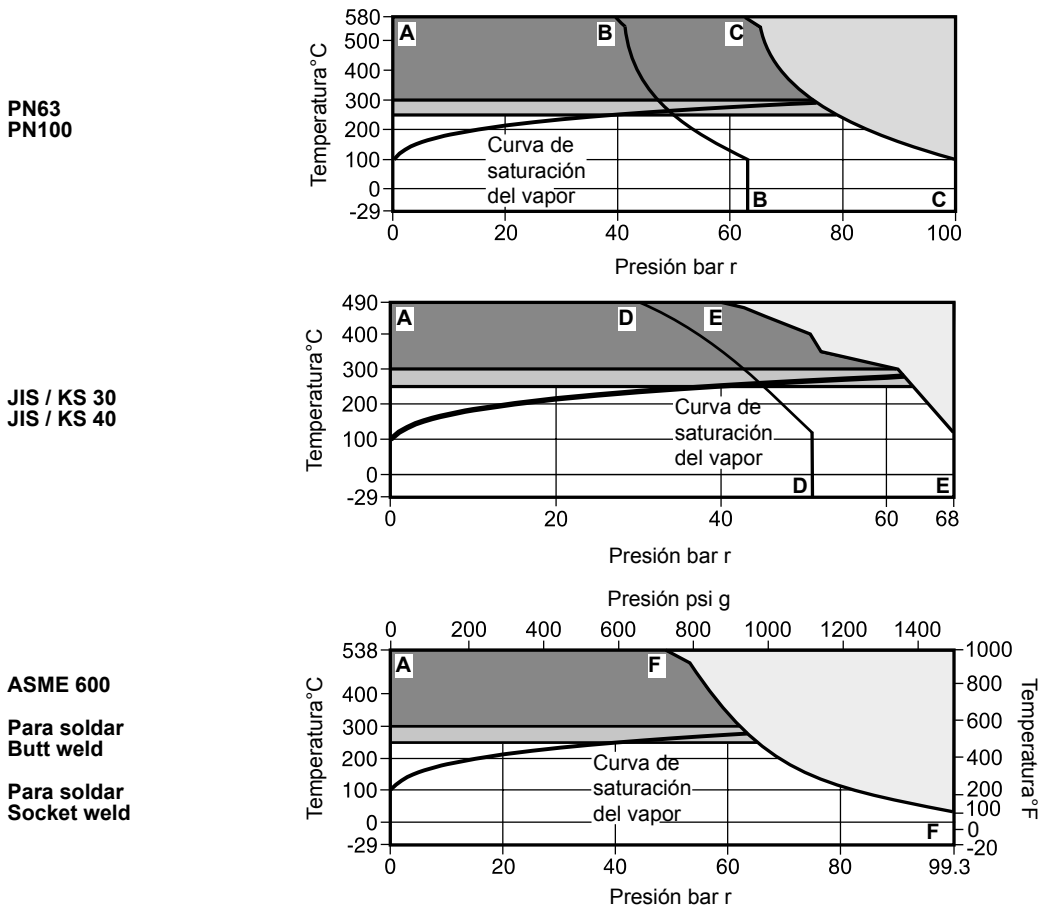 PN63
PN100
Temperatura°C
580
500
400
300
200
100
0
-29
A
B
C
Curva de
saturación
del vapor
B
C
0
20
40
60
80
100
Presión bar r
JIS / KS 30
JIS / KS 40
Temperatura°C
490
400
300
200
100
0
-29
A
D
E
Curva de
saturación
del vapor
D
E
0
20
40
60
68
Presión bar r
ASME 600
Para soldar
Butt weld
Para soldar
Socket weld
Presión psi g
0
200
400
600
800
1000
1200
1400
Temperatura°C
538
400
300
200
100
0
-29
A
F
Curva de
saturación
del vapor
F
1000
800
600
400
200
100
0
-20
Temperatura°F
0
20
40
60
80
99.3
Presión bar r